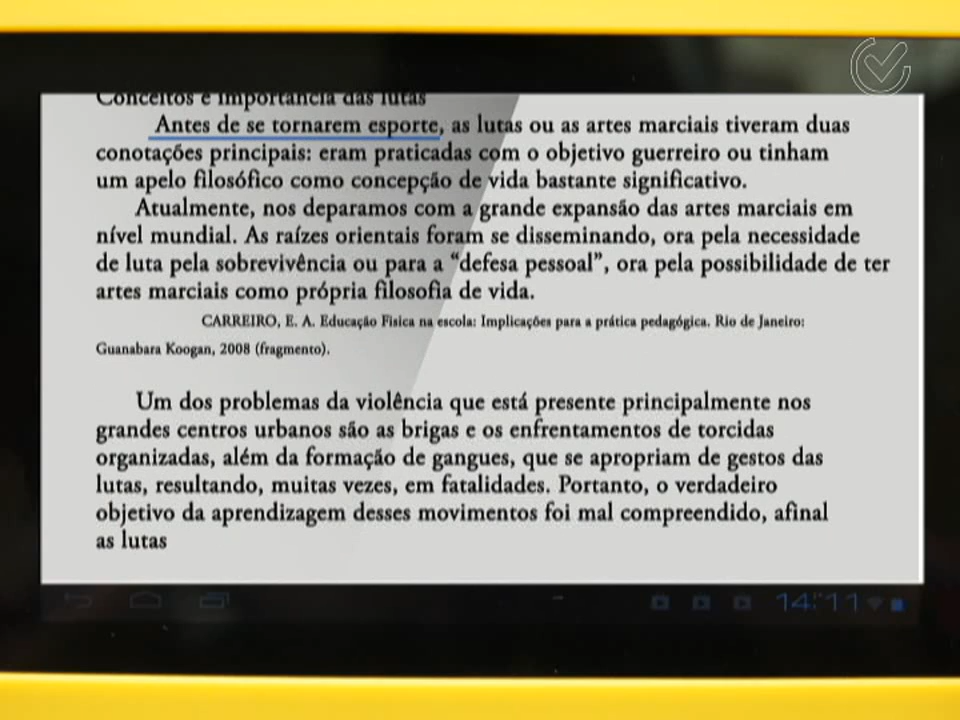 Conceitos e importância das lutas
Antes de se tornarem esporte, as lutas ou as artes marciais tiveram duas
conotações principais: eram praticadas com o objetivo guerreiro ou tinham
um apelo filosófico como concepção de vida bastante significativo.
Atualmente, nos deparamos com a grande expansão das artes marciais em
nível mundial. As raízes orientais foram se disseminando, ora pela necessidade
de luta pela sobrevivência ou para a “defesa pessoal”, ora pela possibilidade de ter
artes marciais como própria filosofia de vida.
CARREIRO, E. A. Educação Física na escola: Implicações para a prática pedagógica. Rio de Janeiro:
Guanabara Koogan, 2008 (fragmento).
Um dos problemas da violência que está presente principalmente nos
grandes centros urbanos são as brigas e os enfrentamentos de torcidas
organizadas, além da formação de gangues, que se apropriam de gestos das
lutas, resultando, muitas vezes, em fatalidades. Portanto, o verdadeiro
objetivo da aprendizagem desses movimentos foi mal compreendido, afinal
as lutas
14:11